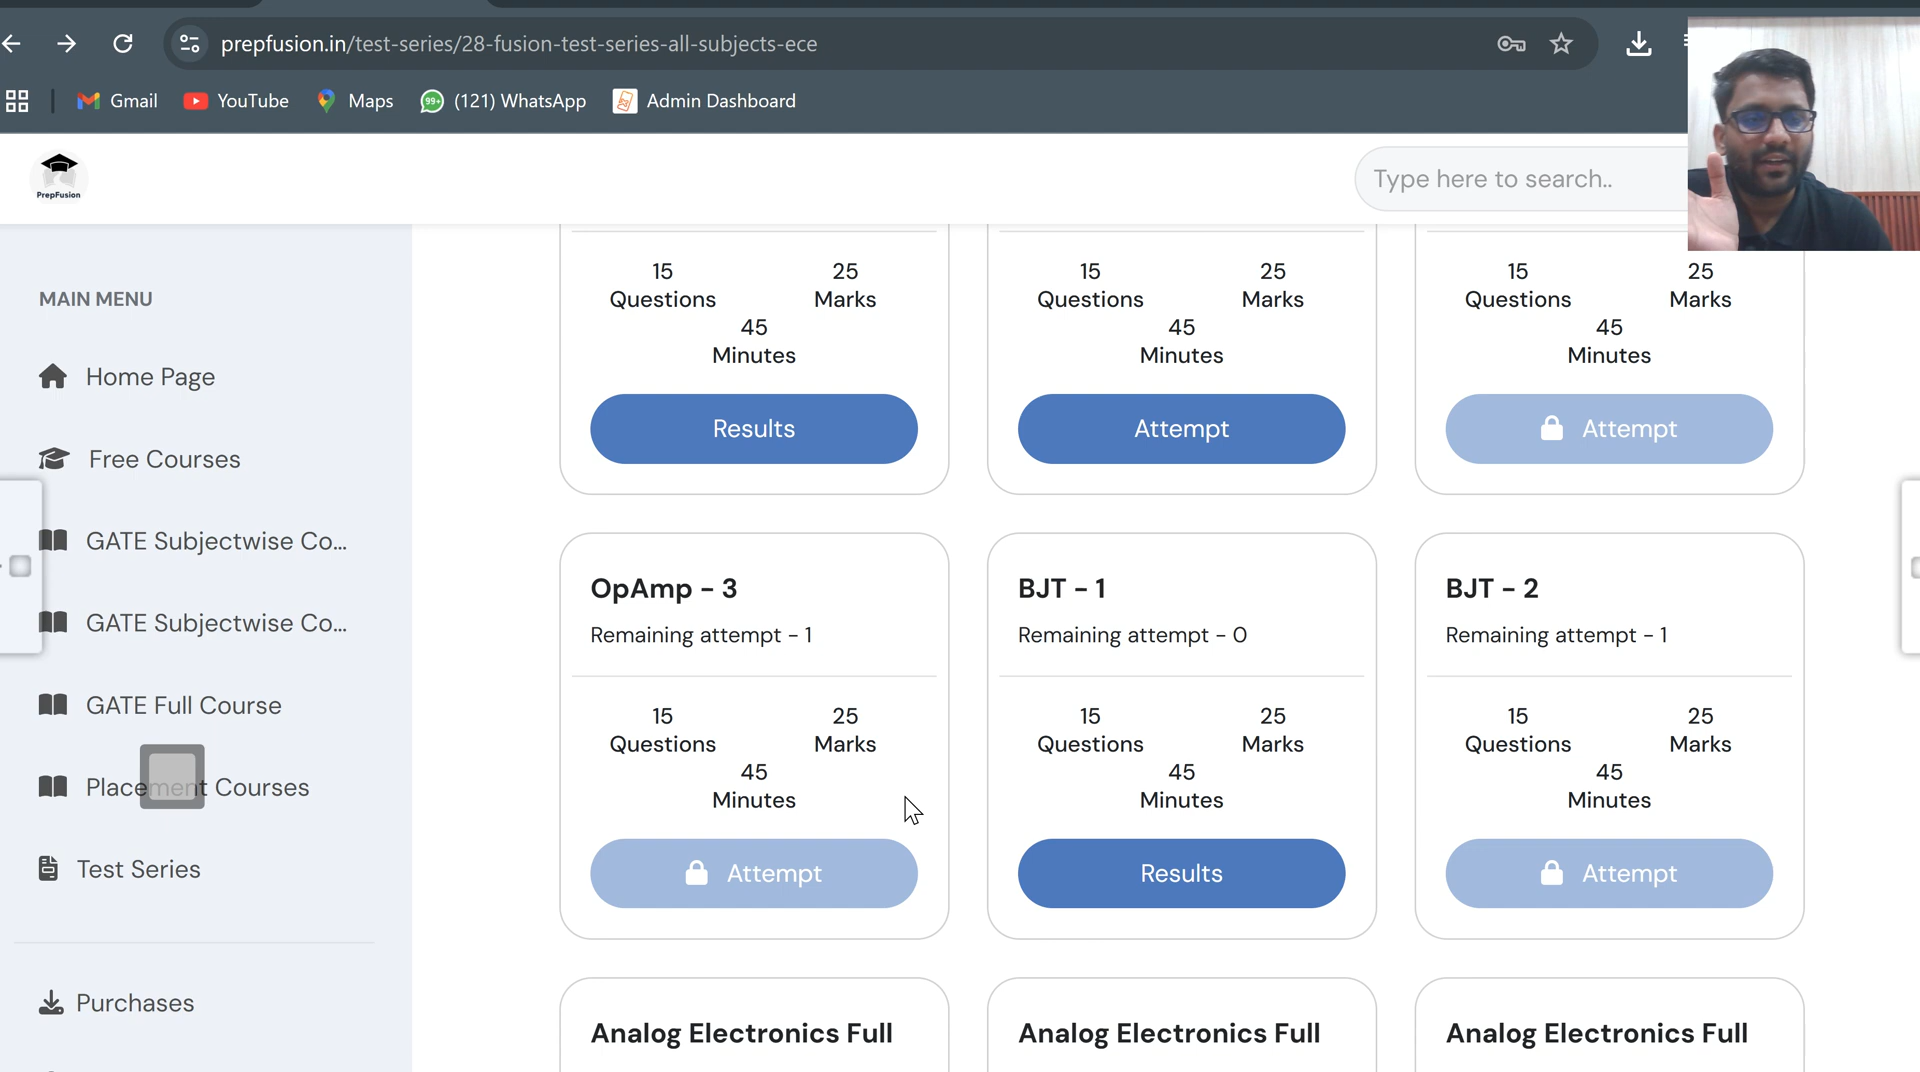 prepfusion.in/test-series/28-fusion-test-series-all-subjects-ece
Gmail
YouTube
Maps
99+
(121) WhatsApp
Admin Dashboard
PrepFusion
Type here to search..
MAIN MENU
Home Page
Free Courses
GATE Subjectwise Co...
GATE Subjectwise Co...
GATE Full Course
Placement Courses
Test Series
Purchases
15
Questions
25
Marks
45
Minutes
Results
15
Questions
25
Marks
45
Minutes
Attempt
15
Questions
25
Marks
45
Minutes
Attempt
OpAmp - 3
Remaining attempt - 1
15
Questions
25
Marks
45
Minutes
Attempt
BJT - 1
Remaining attempt - 0
15
Questions
25
Marks
45
Minutes
Results
BJT - 2
Remaining attempt - 1
15
Questions
25
Marks
45
Minutes
Attempt
Analog Electronics Full
Analog Electronics Full
Analog Electronics Full